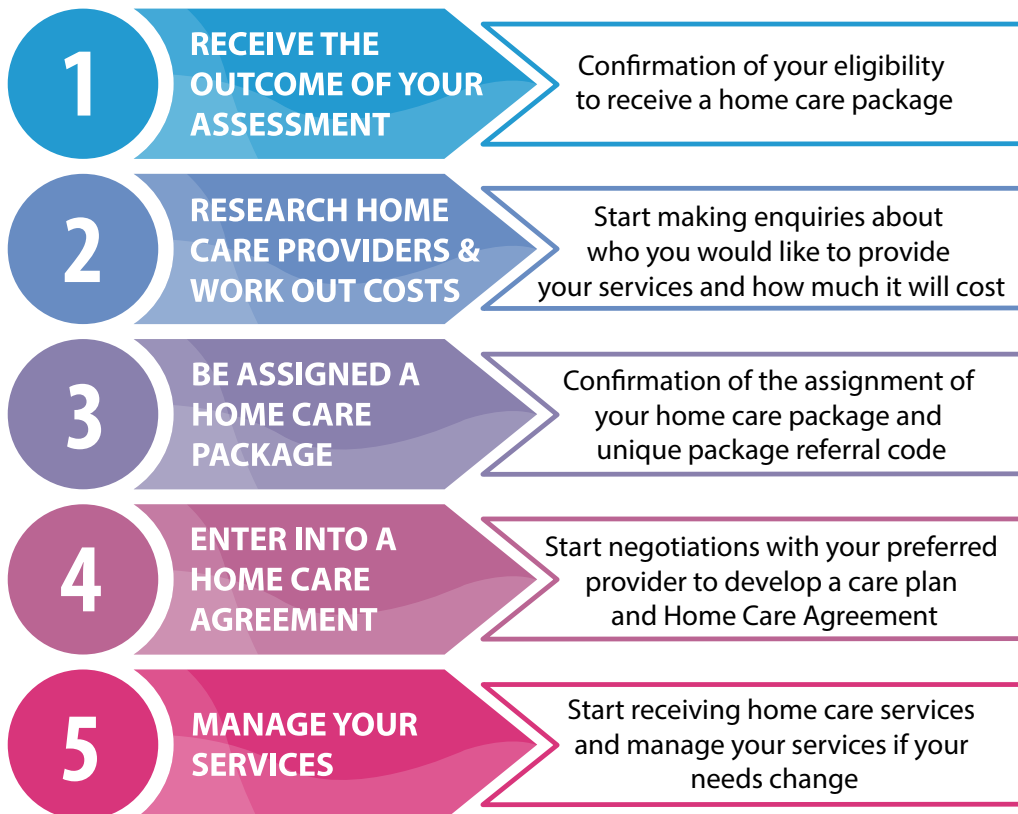 1
RECEIVE THE
OUTCOME OF YOUR
ASSESSMENT
Confirmation of your eligibility
to receive a home care package
2
RESEARCH HOME
CARE PROVIDERS &
WORK OUT COSTS
Start making enquiries about
who you would like to provide
your services and how much it will cost
3
BE ASSIGNED A
HOME CARE
PACKAGE
Confirmation of the assignment of
your home care package and
unique package referral code
4
ENTER INTO A
HOME CARE
AGREEMENT
Start negotiations with your preferred
provider to develop a care plan
and Home Care Agreement
5
MANAGE YOUR
SERVICES
Start receiving home care services
and manage your services if your
needs change